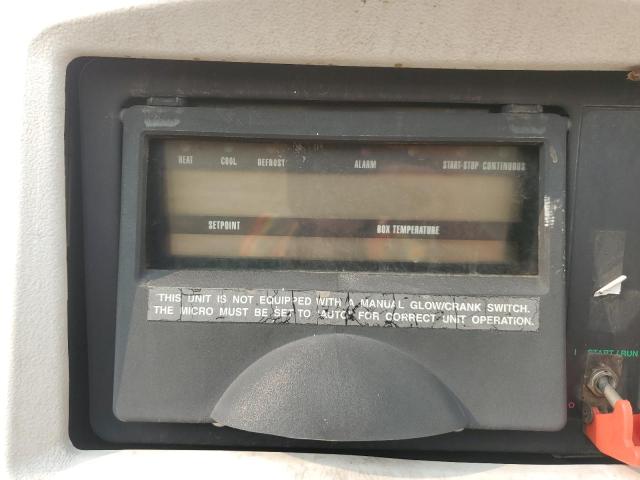 HEAT COOL DEFROST ALARM START-STOP CONTINUOUS
SETPOINT BOX TEMPERATURE
THIS UNIT IS NOT EQUIPPED WITH A MANUAL GLOW/CRANK SWITCH.
THE MICRO MUST BE SET TO "AUTO" FOR CORRECT UNIT OPERATION.
I START / RUN
O